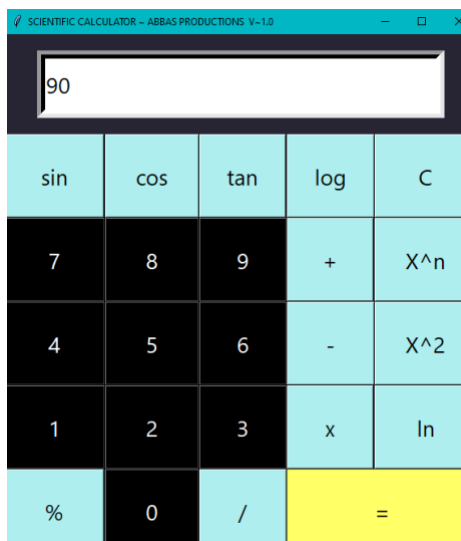 SCIENTIFIC CALCULATOR ~ ABBAS PRODUCTIONS V~1.0
90
sin cos tan log C
7 8 9 + X^n
4 5 6 - X^2
1 2 3 x ln
% 0 / =